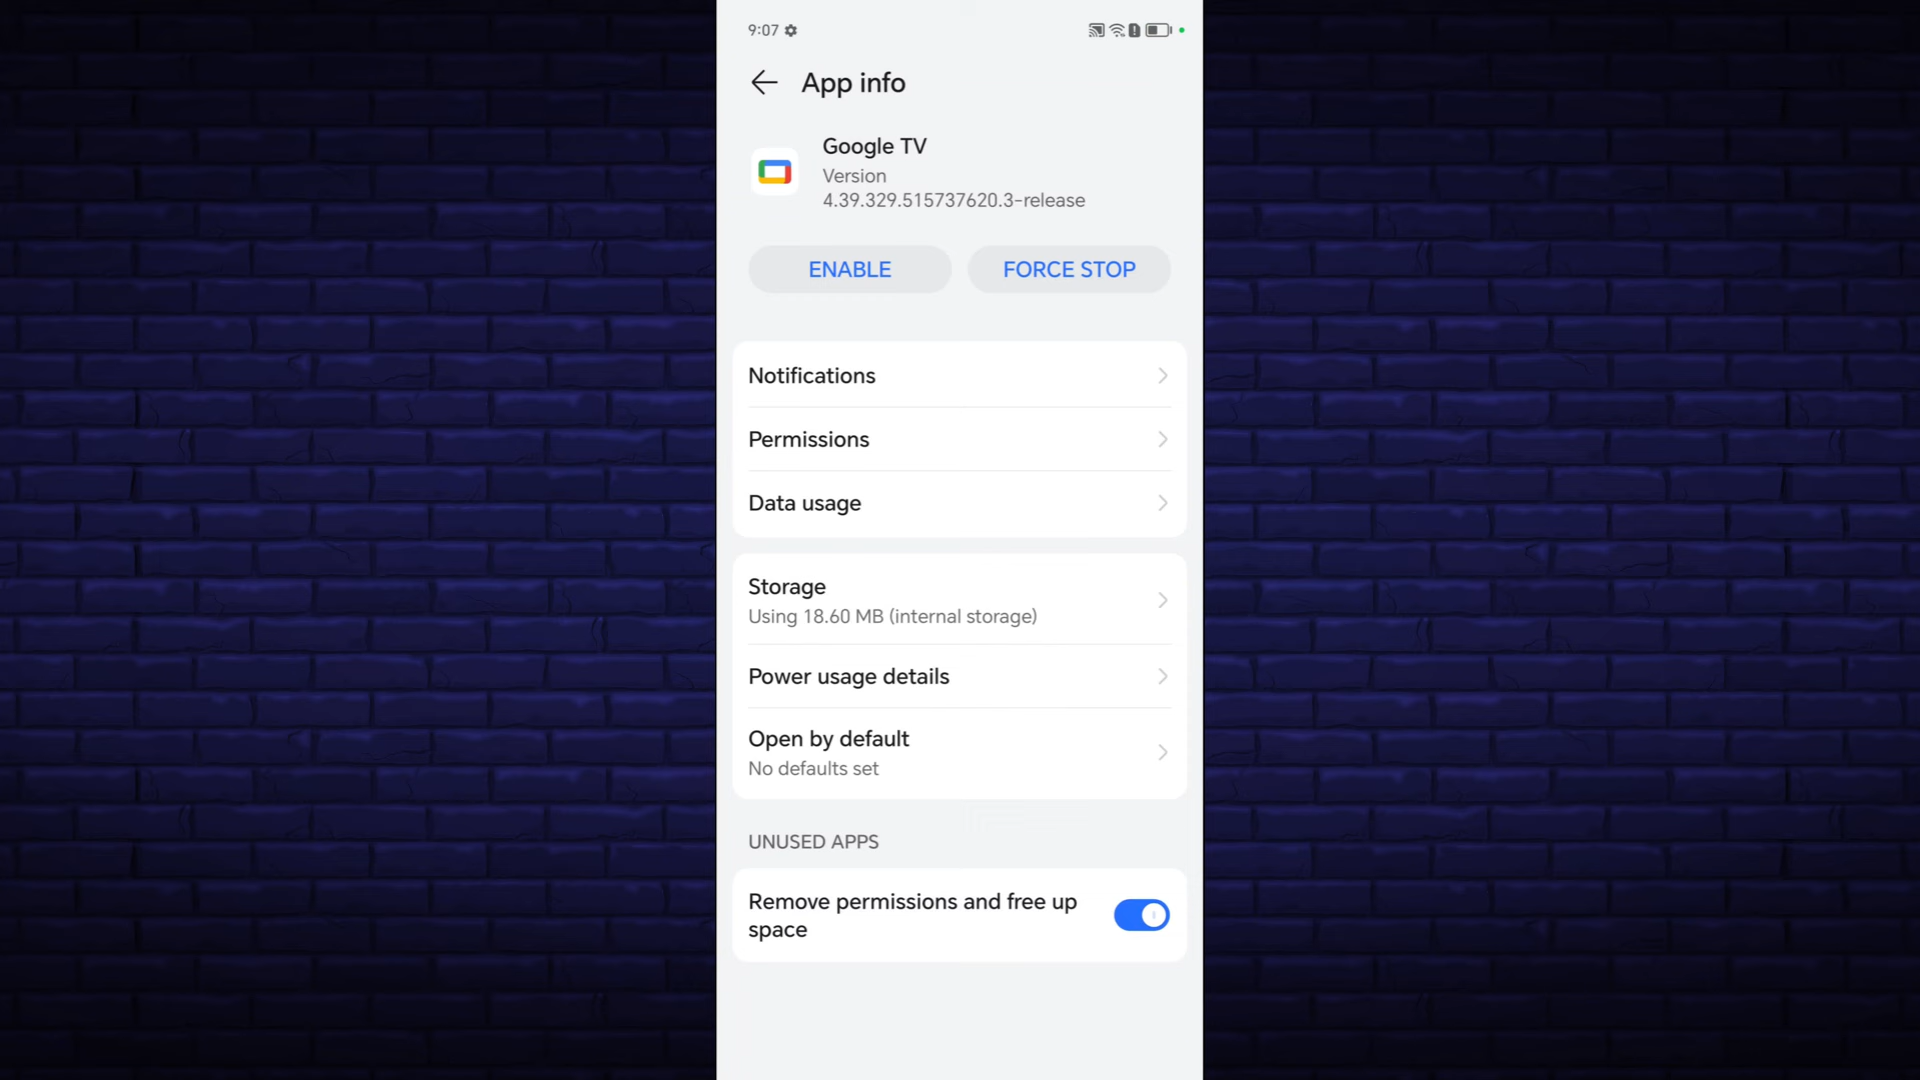 9:07
App info
Google TV
Version
4.39.329.515737620.3-release
ENABLE
FORCE STOP
Notifications
Permissions
Data usage
Storage
Using 18.60 MB (internal storage)
Power usage details
Open by default
No defaults set
UNUSED APPS
Remove permissions and free up
space